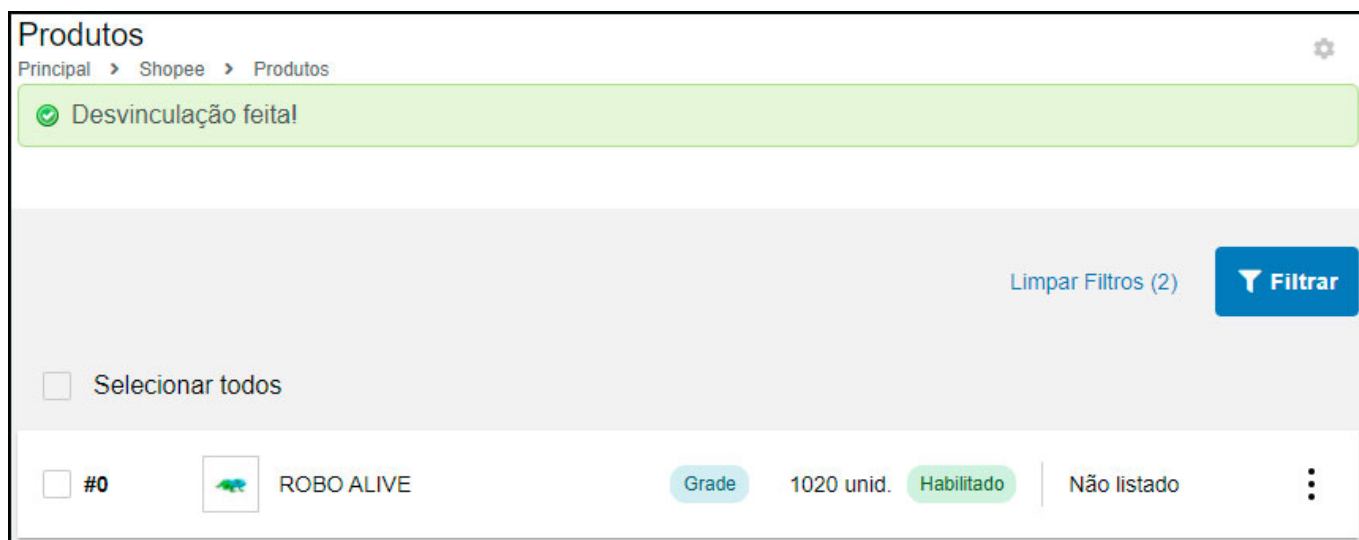 Produtos
Principal > Shopee > Produtos
Desvinculação feita!
Limpar Filtros (2) Filtrar
Selecionar todos
#0 ROBO ALIVE Grade 1020 unid. Habilitado Não listado